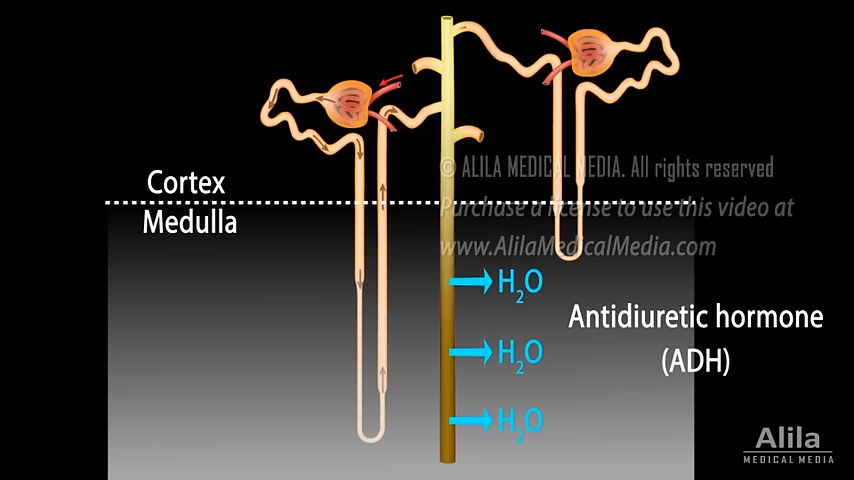 © ALILA MEDICAL MEDIA. All rights reserved
Cortex
Purchase a license to use this video at
Medulla
www.AlilaMedicalMedia.com
H₂O
Antidiuretic hormone
(ADH)
H₂O
H₂O
Alila
MEDICAL MEDIA